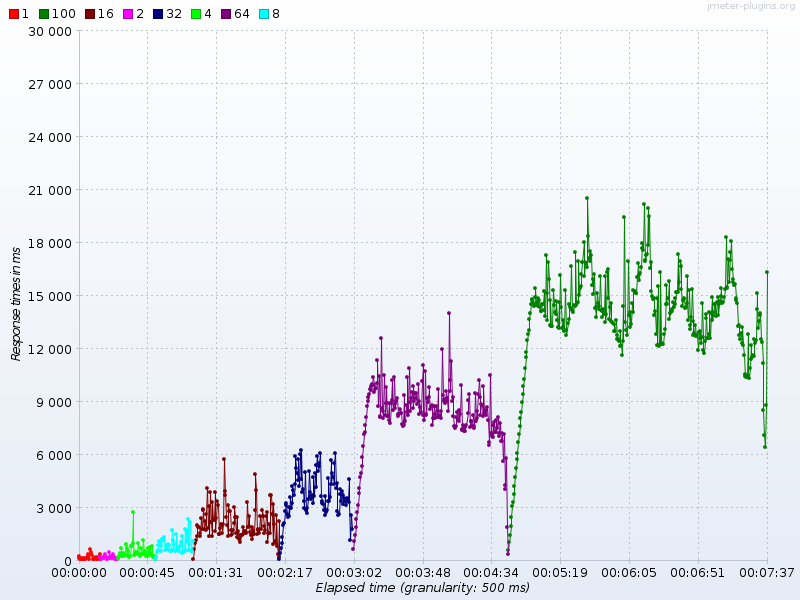 1 100 16 2 32 4 64 8
jmeter-plugins.org
30 000
27 000
24 000
21 000
18 000
15 000
12 000
9 000
6 000
3 000
0
Response times in ms
00:00:00 00:00:45 00:01:31 00:02:17 00:03:02 00:03:48 00:04:34 00:05:19 00:06:05 00:06:51 00:07:37
Elapsed time (granularity: 500 ms)